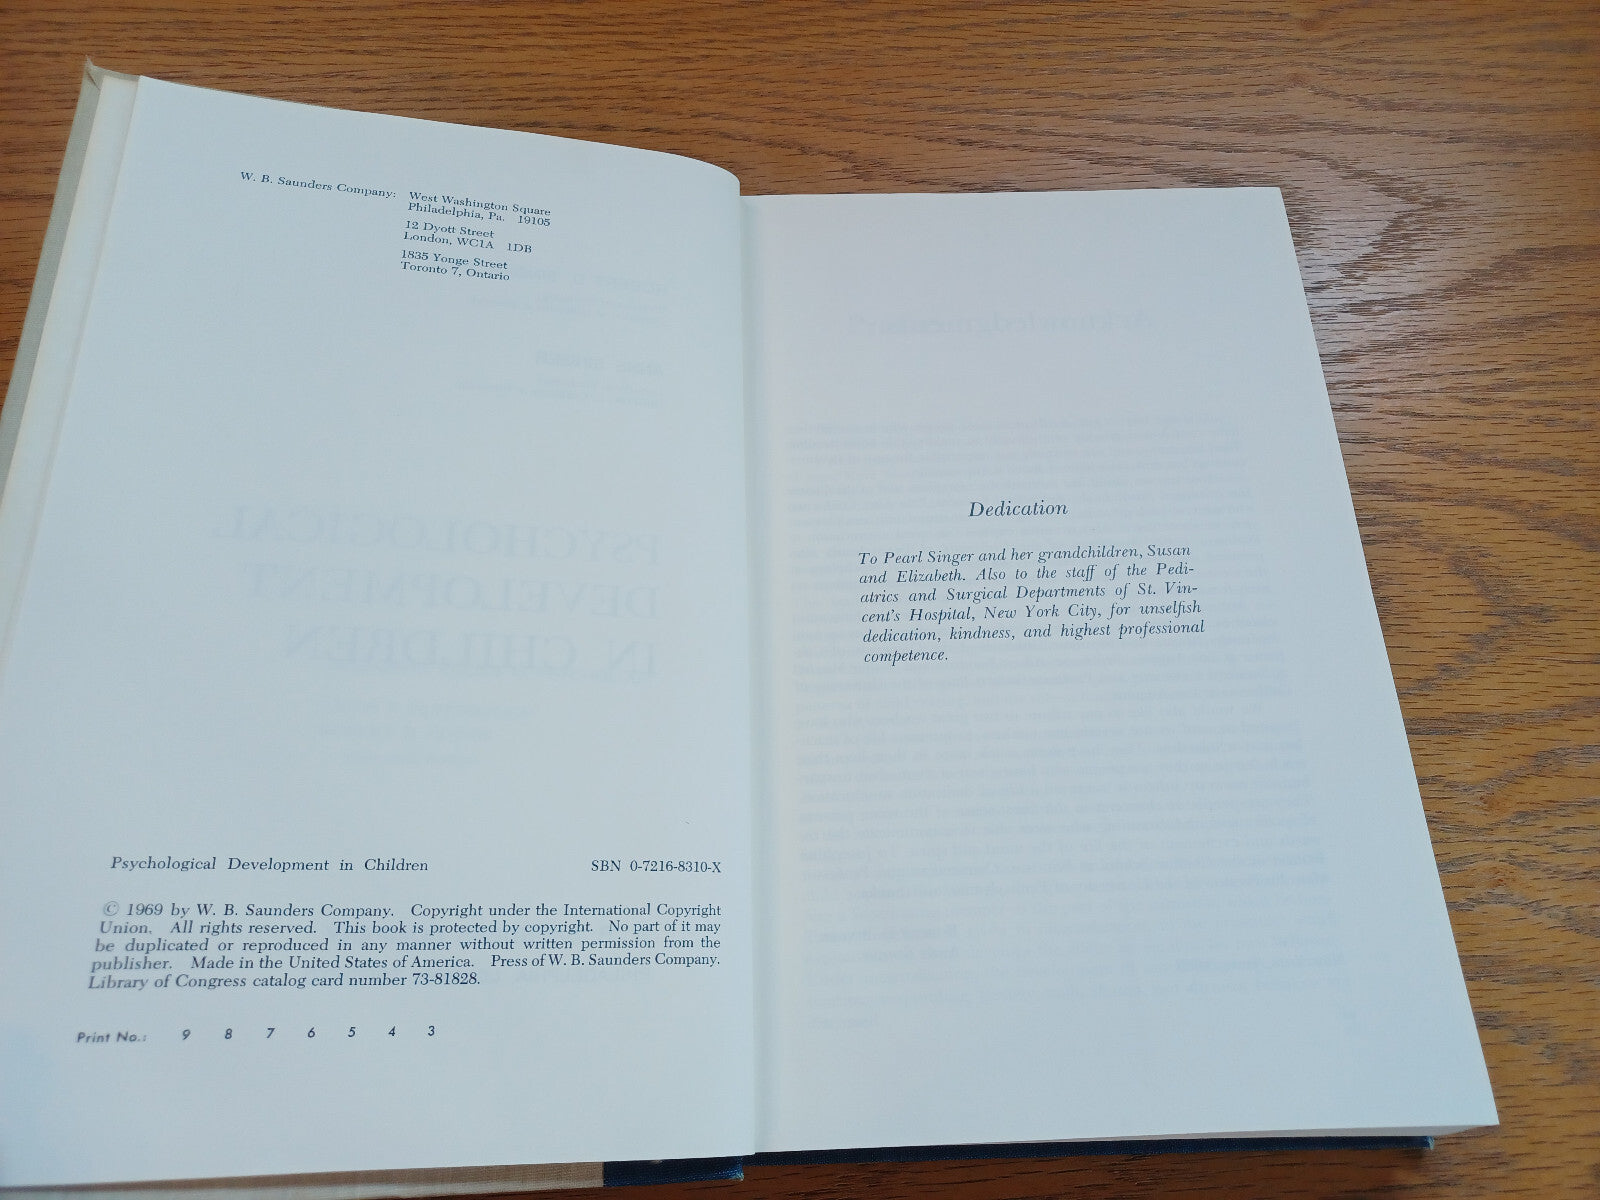 W. B. Saunders Company: West Washington Square
Philadelphia, Pa. 19105
12 Dyott Street
London, WC1A 1DB
1835 Yonge Street
Toronto 7, Ontario
PSYCHOLOGICAL
DEVELOPMENT
IN CHILDREN
Psychological Development in Children SBN 0-7216-8310-X
© 1969 by W. B. Saunders Company. Copyright under the International Copyright
Union. All rights reserved. This book is protected by copyright. No part of it may
be duplicated or reproduced in any manner without written permission from the
publisher. Made in the United States of America. Press of W. B. Saunders Company.
Library of Congress catalog card number 73-81828.
Print No.: 9 8 7 6 5 4 3
Acknowledgments
Dedication
To Pearl Singer and her grandchildren, Susan
and Elizabeth. Also to the staff of the Pedi-
atrics and Surgical Departments of St. Vin-
cent's Hospital, New York City, for unselfish
dedication, kindness, and highest professional
competence.